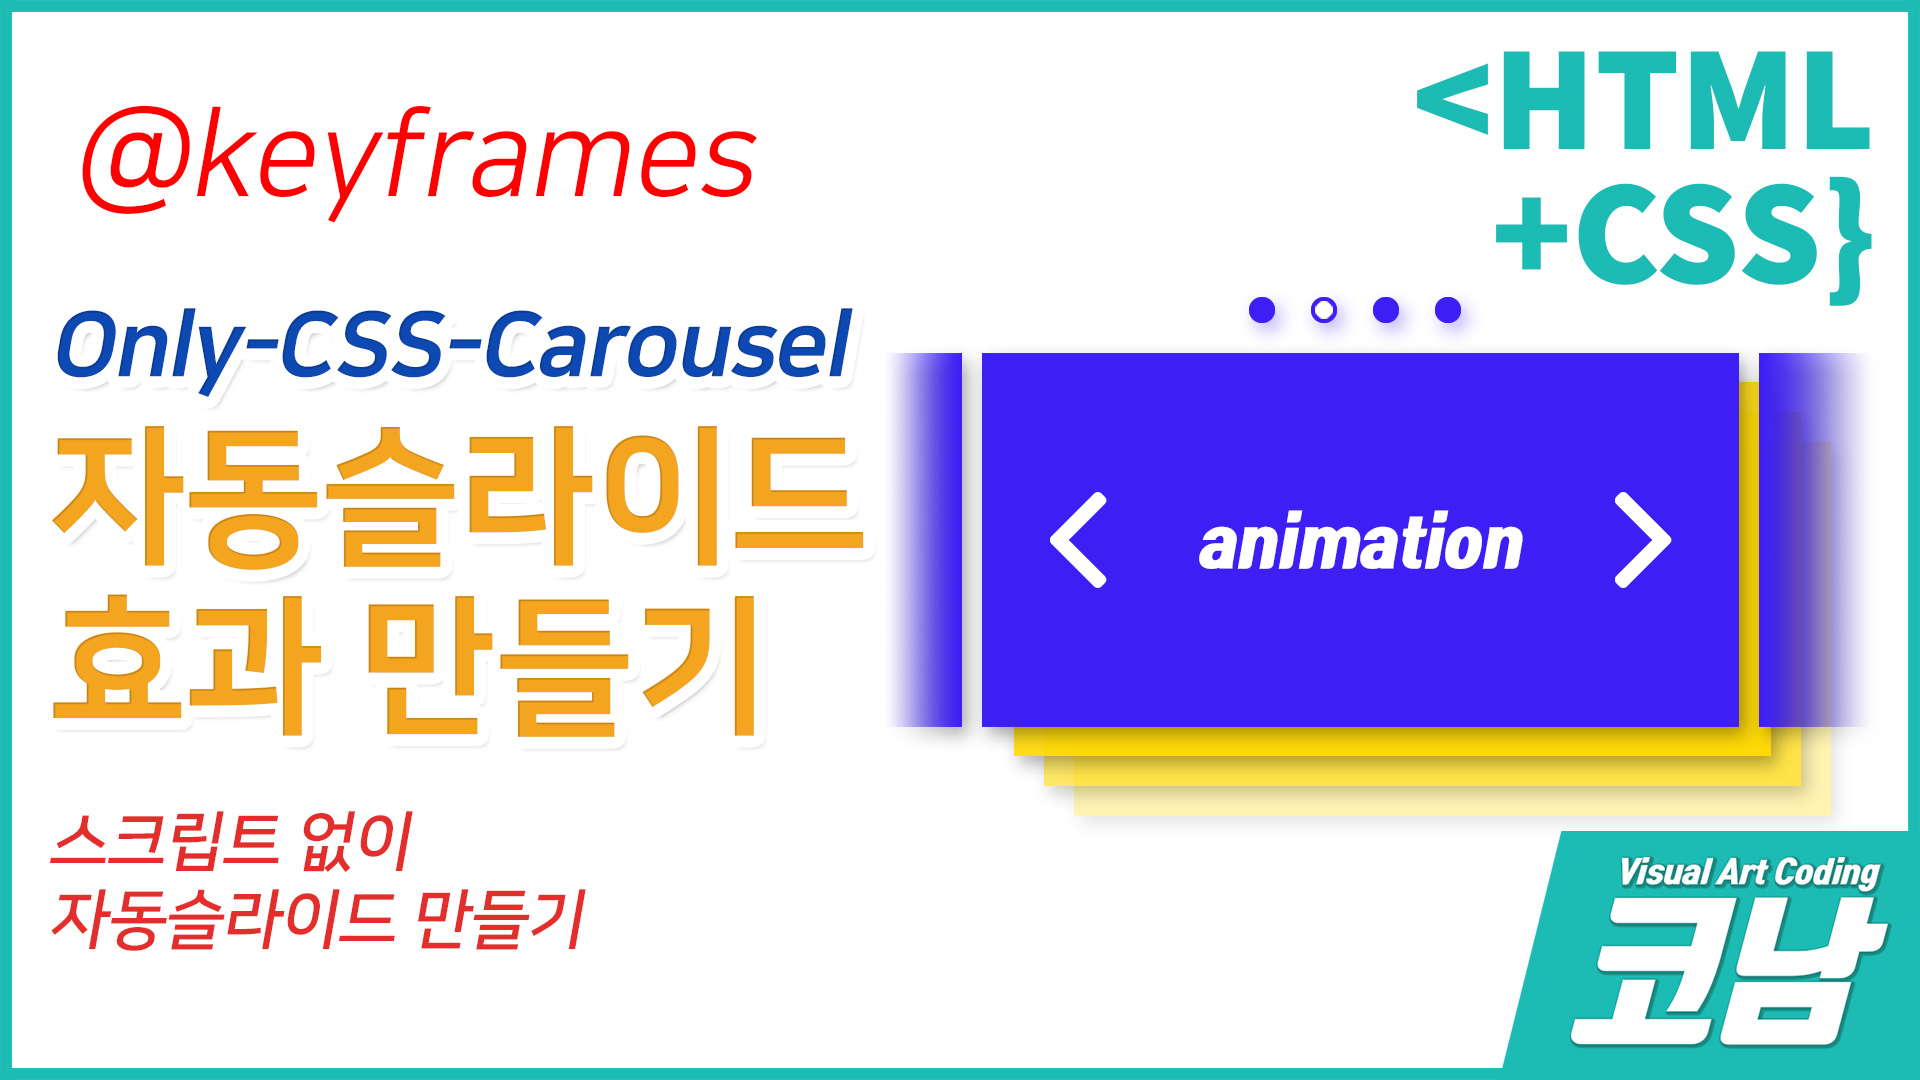 @keyframes
<HTML
+CSS}
Only-CSS-Carousel
자동슬라이드
효과 만들기
animation
스크립트 없이
자동슬라이드 만들기
Visual Art Coding
코남